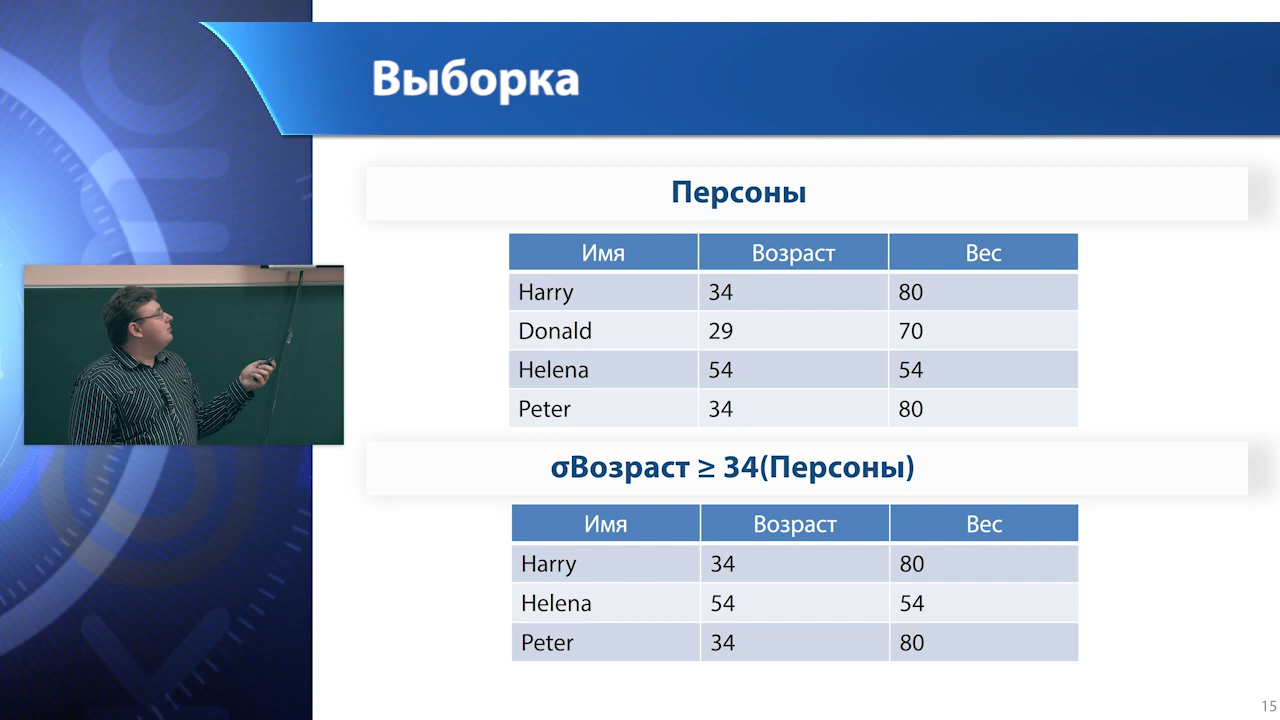 Выборка
Персоны
Имя Возраст Вес
Harry 34 80
Donald 29 70
Helena 54 54
Peter 34 80
σВозраст ≥ 34(Персоны)
Имя Возраст Вес
Harry 34 80
Helena 54 54
Peter 34 80
15